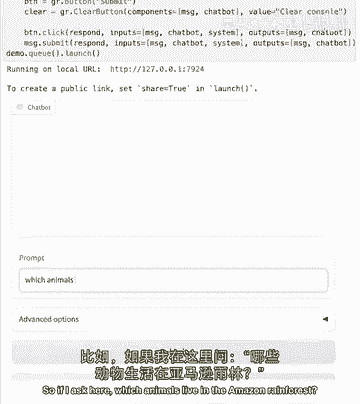 btn = gr.Button("Submit")
clear = gr.ClearButton(components=[msg, chatbot], value="Clear console")
btn.click(respond, inputs=[msg, chatbot, system], outputs=[msg, chatbot])
msg.submit(respond, inputs=[msg, chatbot, system], outputs=[msg, chatbot])
demo.queue().launch()
Running on local URL: http://127.0.0.1:7924
To create a public link, set `share=True` in `launch()`.
Chatbot
Prompt
which animals
Advanced options
比如，如果我在这里问：“哪些
动物生活在亚马逊雨林？”
So if I ask here, which animals live in the Amazon rainforest?